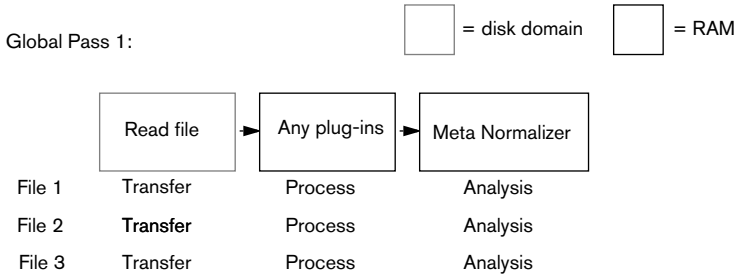 = disk domain = RAM
Global Pass 1:
Read file Any plug-ins Meta Normalizer
File 1 Transfer Process Analysis
File 2 Transfer Process Analysis
File 3 Transfer Process Analysis